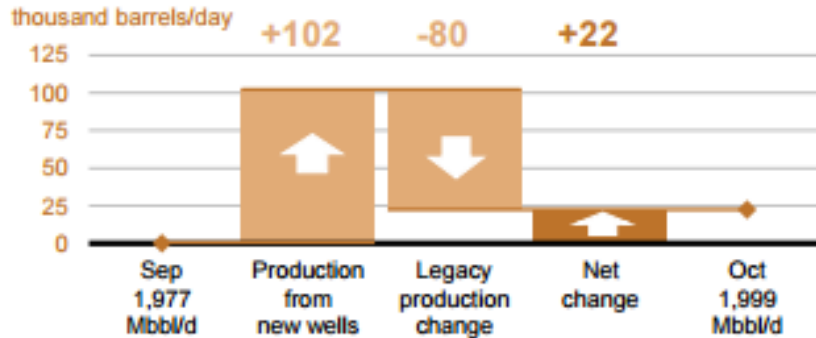 thousand barrels/day
+102 -80 +22
125
100
75
50
25
0
Sep
1,977
Mbbl/d
Production
from
new wells
Legacy
production
change
Net
change
Oct
1,999
Mbbl/d